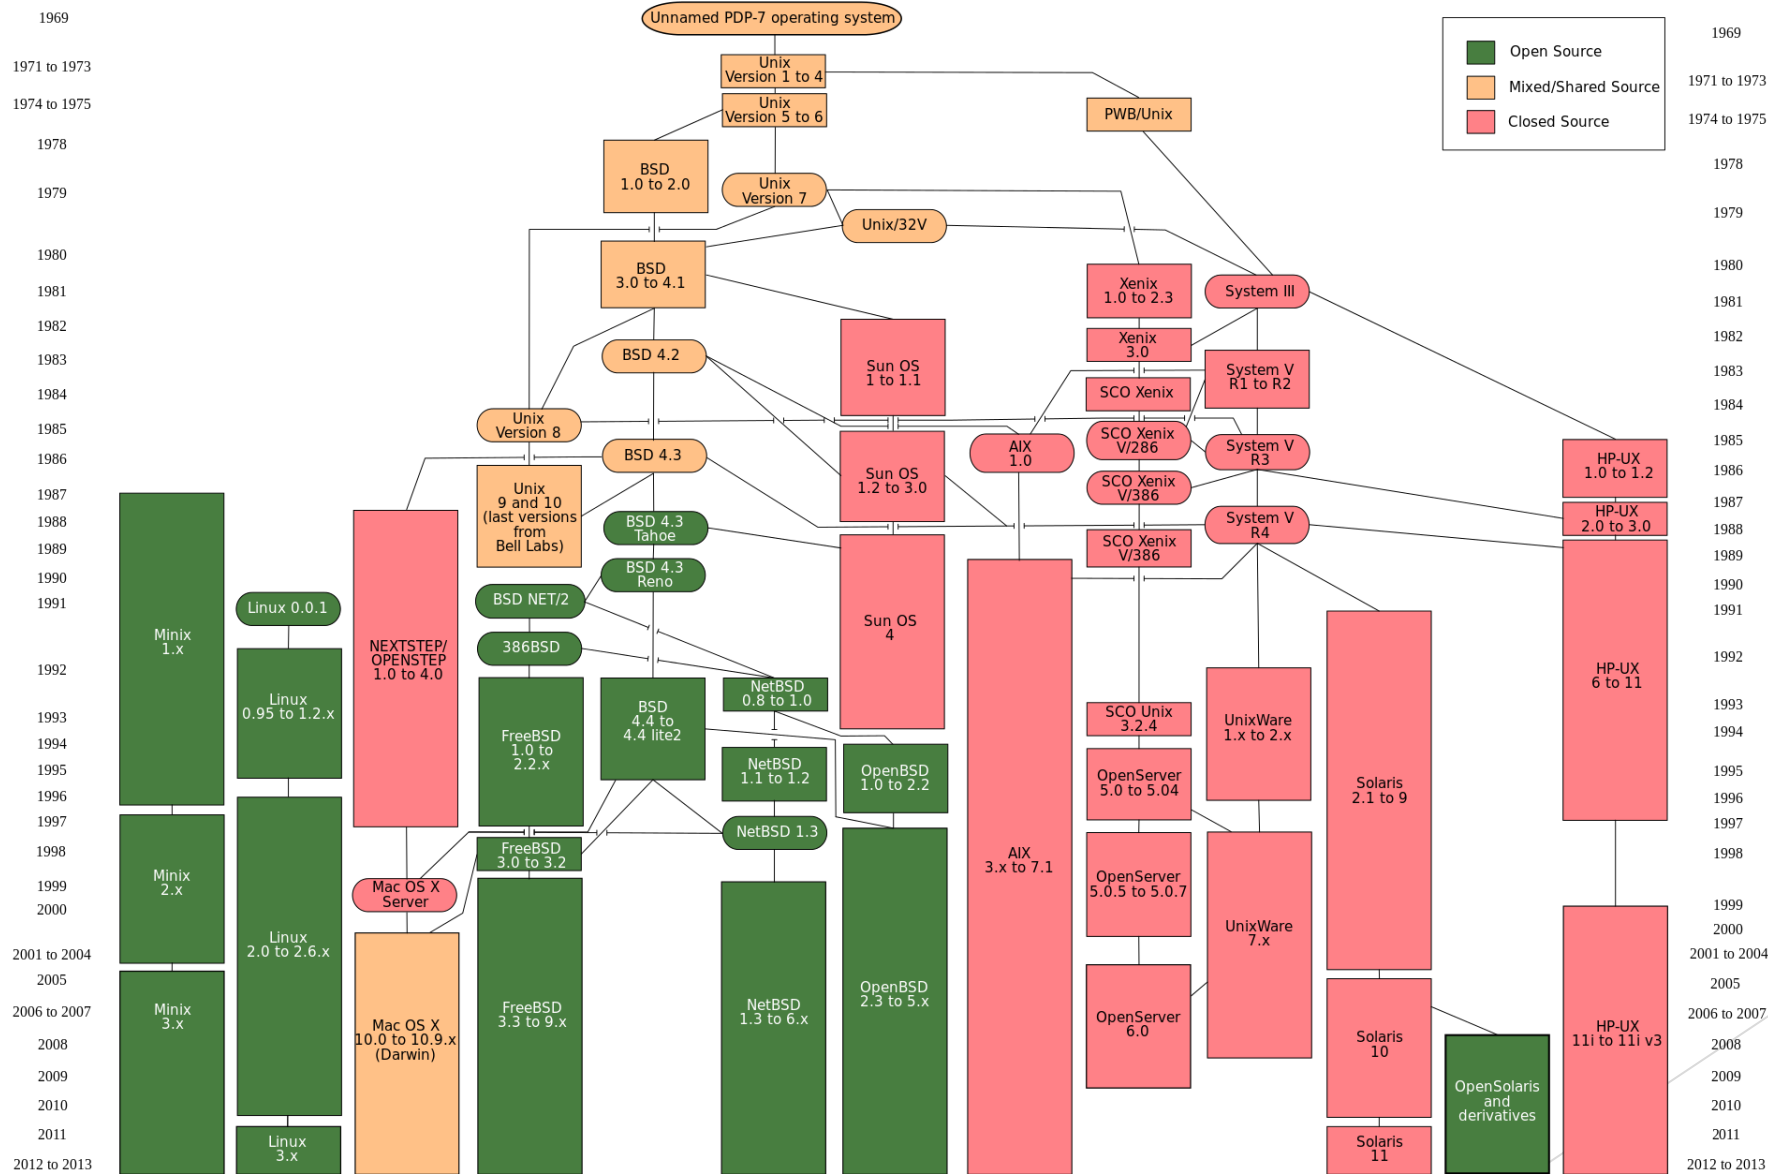 Unnamed PDP-7 operating system
1969
1971 to 1973
1974 to 1975
1978
1979
1980
1981
1982
1983
1984
1985
1986
1987
1988
1989
1990
1991
1992
1993
1994
1995
1996
1997
1998
1999
2000
2001 to 2004
2005
2006 to 2007
2008
2009
2010
2011
2012 to 2013
Open Source
Mixed/Shared Source
Closed Source
1969
1971 to 1973
1974 to 1975
1978
1979
1980
1981
1982
1983
1984
1985
1986
1987
1988
1989
1990
1991
1992
1993
1994
1995
1996
1997
1998
1999
2000
2001 to 2004
2005
2006 to 2007
2008
2009
2010
2011
2012 to 2013
Unix
Version 1 to 4
Unix
Version 5 to 6
PWB/Unix
BSD
1.0 to 2.0
Unix
Version 7
Unix/32V
BSD
3.0 to 4.1
Xenix
1.0 to 2.3
System III
Xenix
3.0
BSD 4.2
Sun OS
1 to 1.1
System V
R1 to R2
SCO Xenix
Unix
Version 8
SCO Xenix
V/286
AIX
1.0
System V
R3
BSD 4.3
HP-UX
1.0 to 1.2
Sun OS
1.2 to 3.0
SCO Xenix
V/386
Unix
9 and 10
(last versions
from
Bell Labs)
HP-UX
2.0 to 3.0
BSD 4.3
Tahoe
System V
R4
SCO Xenix
V/386
BSD 4.3
Reno
BSD NET/2
Linux 0.0.1
Minix
1.x
Sun OS
4
386BSD
NEXTSTEP/
OPENSTEP
1.0 to 4.0
HP-UX
6 to 11
Linux
0.95 to 1.2.x
NetBSD
0.8 to 1.0
BSD
4.4 to
4.4 lite2
SCO Unix
3.2.4
UnixWare
1.x to 2.x
FreeBSD
1.0 to
2.2.x
NetBSD
1.1 to 1.2
OpenBSD
1.0 to 2.2
OpenServer
5.0 to 5.04
Solaris
2.1 to 9
NetBSD 1.3
FreeBSD
3.0 to 3.2
AIX
3.x to 7.1
Minix
2.x
Mac OS X
Server
OpenServer
5.0.5 to 5.0.7
UnixWare
7.x
Linux
2.0 to 2.6.x
OpenBSD
2.3 to 5.x
Minix
3.x
FreeBSD
3.3 to 9.x
NetBSD
1.3 to 6.x
Mac OS X
10.0 to 10.9.x
(Darwin)
OpenServer
6.0
Solaris
10
HP-UX
11i to 11i v3
OpenSolaris
and
derivatives
Linux
3.x
Solaris
11